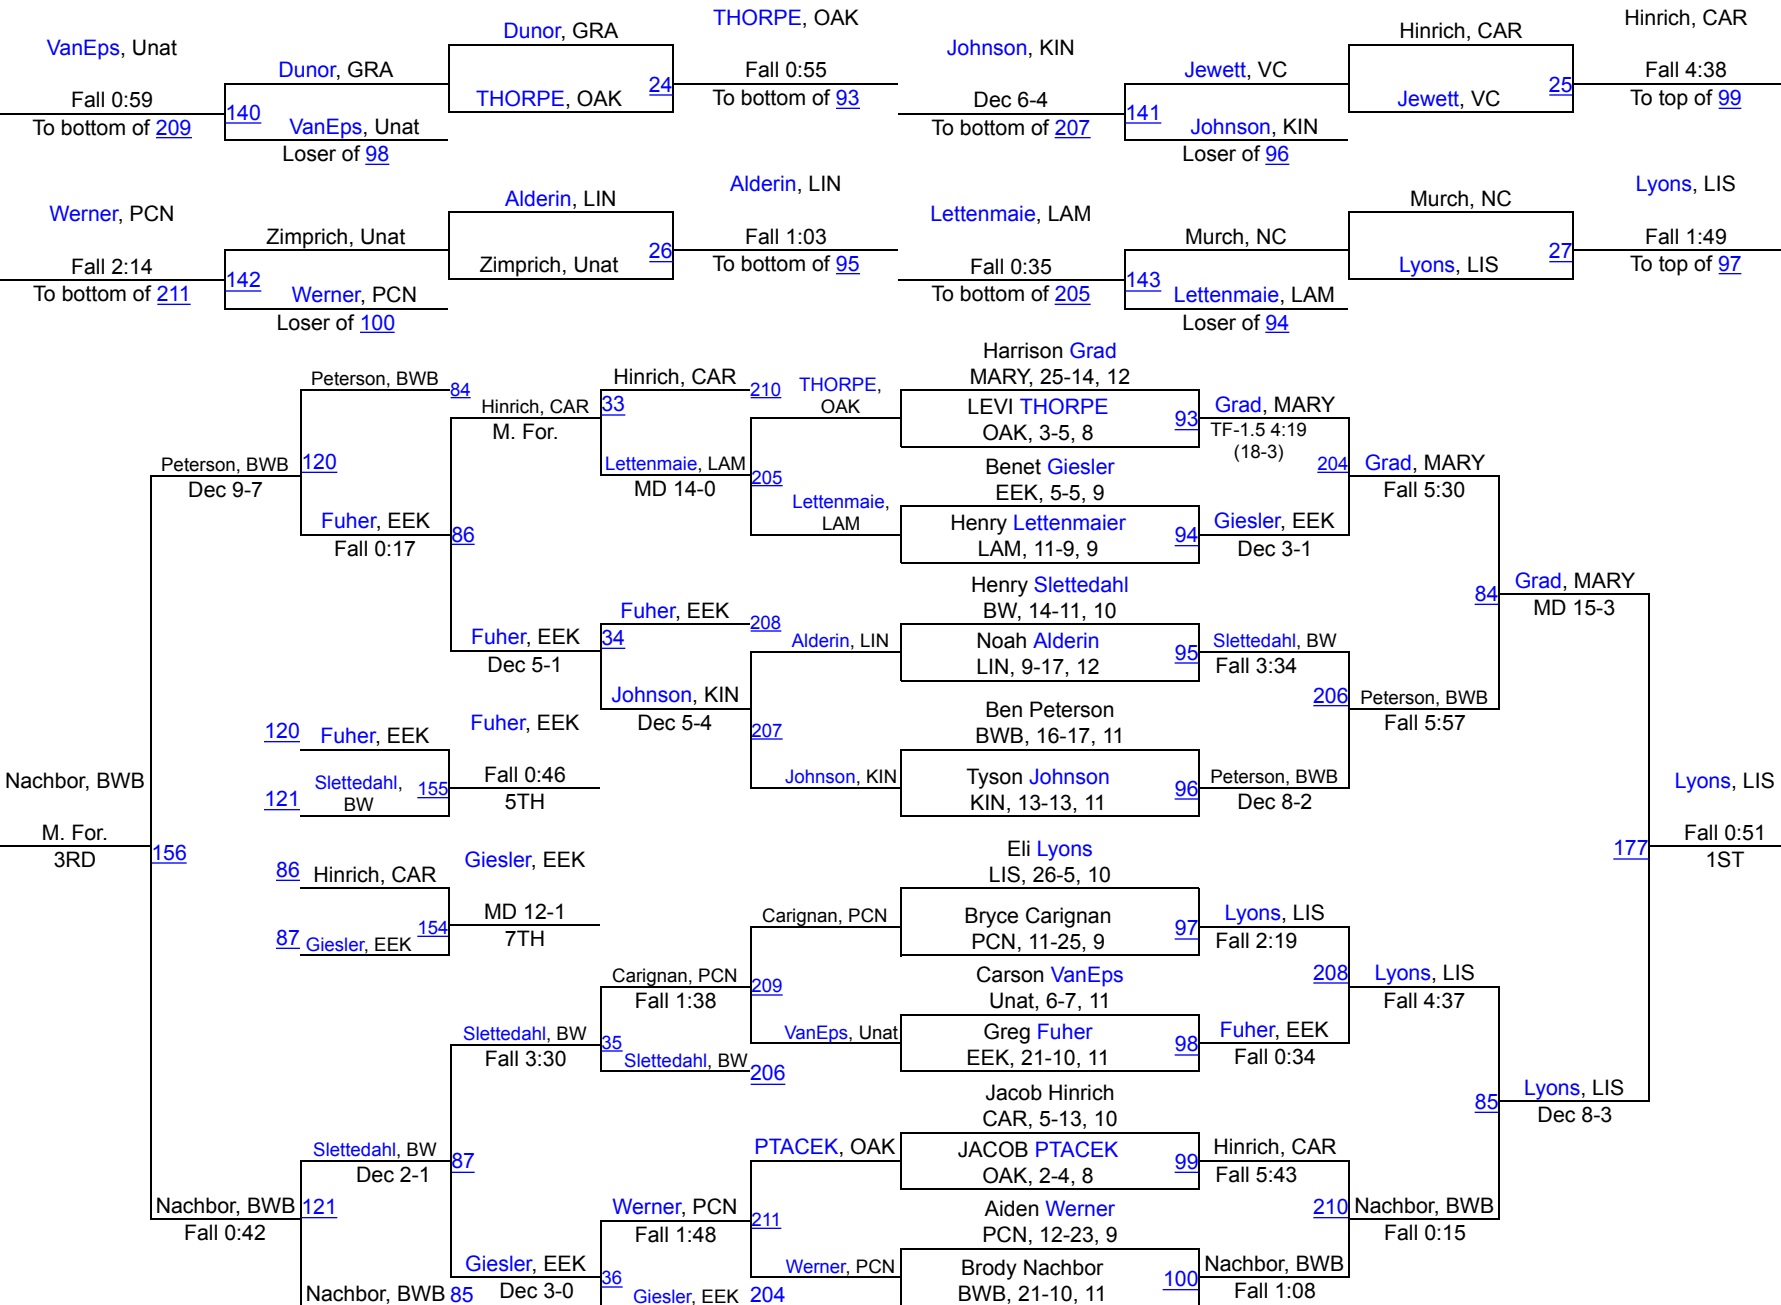 THORPE, OAK
Hinrich, CAR
Dunor, GRA
Hinrich, CAR
VanEps, Unat
Johnson, KIN
Dunor, GRA
Fall 0:55
Jewett, VC
Fall 4:38
24
25
Fall 0:59
THORPE, OAK
To bottom of 93
Dec 6-4
Jewett, VC
To top of 99
140
141
To bottom of 209
VanEps, Unat
To bottom of 207
Johnson, KIN
Loser of 98
Loser of 96
Alderin, LIN
Lyons, LIS
Alderin, LIN
Murch, NC
Werner, PCN
Lettenmaie, LAM
Zimprich, Unat
Fall 1:03
Murch, NC
Fall 1:49
26
27
Fall 2:14
Zimprich, Unat
To bottom of 95
Fall 0:35
Lyons, LIS
To top of 97
142
143
To bottom of 211
Werner, PCN
To bottom of 205
Lettenmaie, LAM
Loser of 100
Loser of 94
Harrison Grad
MARY, 25-14, 12
Peterson, BWB
84
Hinrich, CAR
210
THORPE,
OAK
Hinrich, CAR
33
M. For.
LEVI THORPE
OAK, 3-5, 8
93
Grad, MARY
TF-1.5 4:19
(18-3)
Peterson, BWB
120
Dec 9-7
Lettenmaie, LAM
205
MD 14-0
Benet Giesler
EEK, 5-5, 9
204
Grad, MARY
Fall 5:30
Lettenmaie,
LAM
Fuher, EEK
86
Fall 0:17
Henry Lettenmaier
LAM, 11-9, 9
94
Giesler, EEK
Dec 3-1
Henry Slettedahl
BW, 14-11, 10
84
Grad, MARY
MD 15-3
Fuher, EEK
208
Fuher, EEK
34
Dec 5-1
Alderin, LIN
Noah Alderin
LIN, 9-17, 12
95
Slettedahl, BW
Fall 3:34
Johnson, KIN
Dec 5-4
207
Ben Peterson
BWB, 16-17, 11
206
Peterson, BWB
Fall 5:57
120
Fuher, EEK
Fuher, EEK
121
Slettedahl,
BW
155
Fall 0:46
5TH
Johnson, KIN
Tyson Johnson
KIN, 13-13, 11
96
Peterson, BWB
Dec 8-2
Nachbor, BWB
M. For.
3RD
156
Lyons, LIS
177
Fall 0:51
1ST
Eli Lyons
LIS, 26-5, 10
86
Hinrich, CAR
Giesler, EEK
87
Giesler, EEK
154
MD 12-1
7TH
Carignan, PCN
Bryce Carignan
PCN, 11-25, 9
97
Lyons, LIS
Fall 2:19
Carignan, PCN
209
Fall 1:38
Carson VanEps
Unat, 6-7, 11
208
Lyons, LIS
Fall 4:37
Slettedahl, BW
35
Fall 3:30
VanEps, Unat
Greg Fuher
EEK, 21-10, 11
98
Fuher, EEK
Fall 0:34
Slettedahl, BW
206
Jacob Hinrich
CAR, 5-13, 10
85
Lyons, LIS
Dec 8-3
Slettedahl, BW
87
Dec 2-1
PTACEK, OAK
JACOB PTACEK
OAK, 2-4, 8
99
Hinrich, CAR
Fall 5:43
Nachbor, BWB
121
Fall 0:42
Werner, PCN
211
Fall 1:48
Aiden Werner
PCN, 12-23, 9
210
Nachbor, BWB
Fall 0:15
Giesler, EEK
36
Dec 3-0
Werner, PCN
Brody Nachbor
BWB, 21-10, 11
100
Nachbor, BWB
Fall 1:08
Nachbor, BWB
85
Giesler, EEK
204